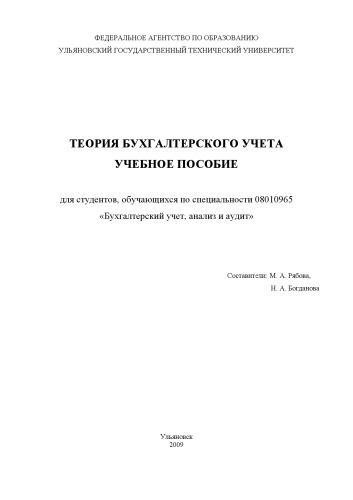 ФЕДЕРАЛЬНОЕ АГЕНТСТВО ПО ОБРАЗОВАНИЮ
УЛЬЯНОВСКИЙ ГОСУДАРСТВЕННЫЙ ТЕХНИЧЕСКИЙ УНИВЕРСИТЕТ
ТЕОРИЯ БУХГАЛТЕРСКОГО УЧЕТА
УЧЕБНОЕ ПОСОБИЕ
для студентов, обучающихся по специальности 08010965
«Бухгалтерский учет, анализ и аудит»
Составители: М. А. Рябова,
Н. А. Богданова
Ульяновск
2009